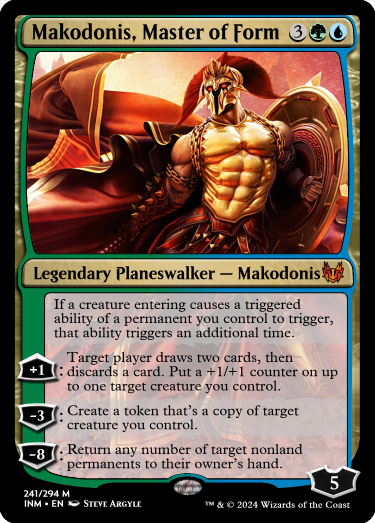 Makodonis, Master of Form 3
Legendary Planeswalker — Makodonis
If a creature entering causes a triggered
ability of a permanent you control to trigger,
that ability triggers an additional time.
+1 : Target player draws two cards, then
discards a card. Put a +1/+1 counter on up
to one target creature you control.
-3 : Create a token that's a copy of target
creature you control.
-8 : Return any number of target nonland
permanents to their owner's hand.
5
241/294 M
INM • EN Steve Argyle
™ & © 2024 Wizards of the Coast